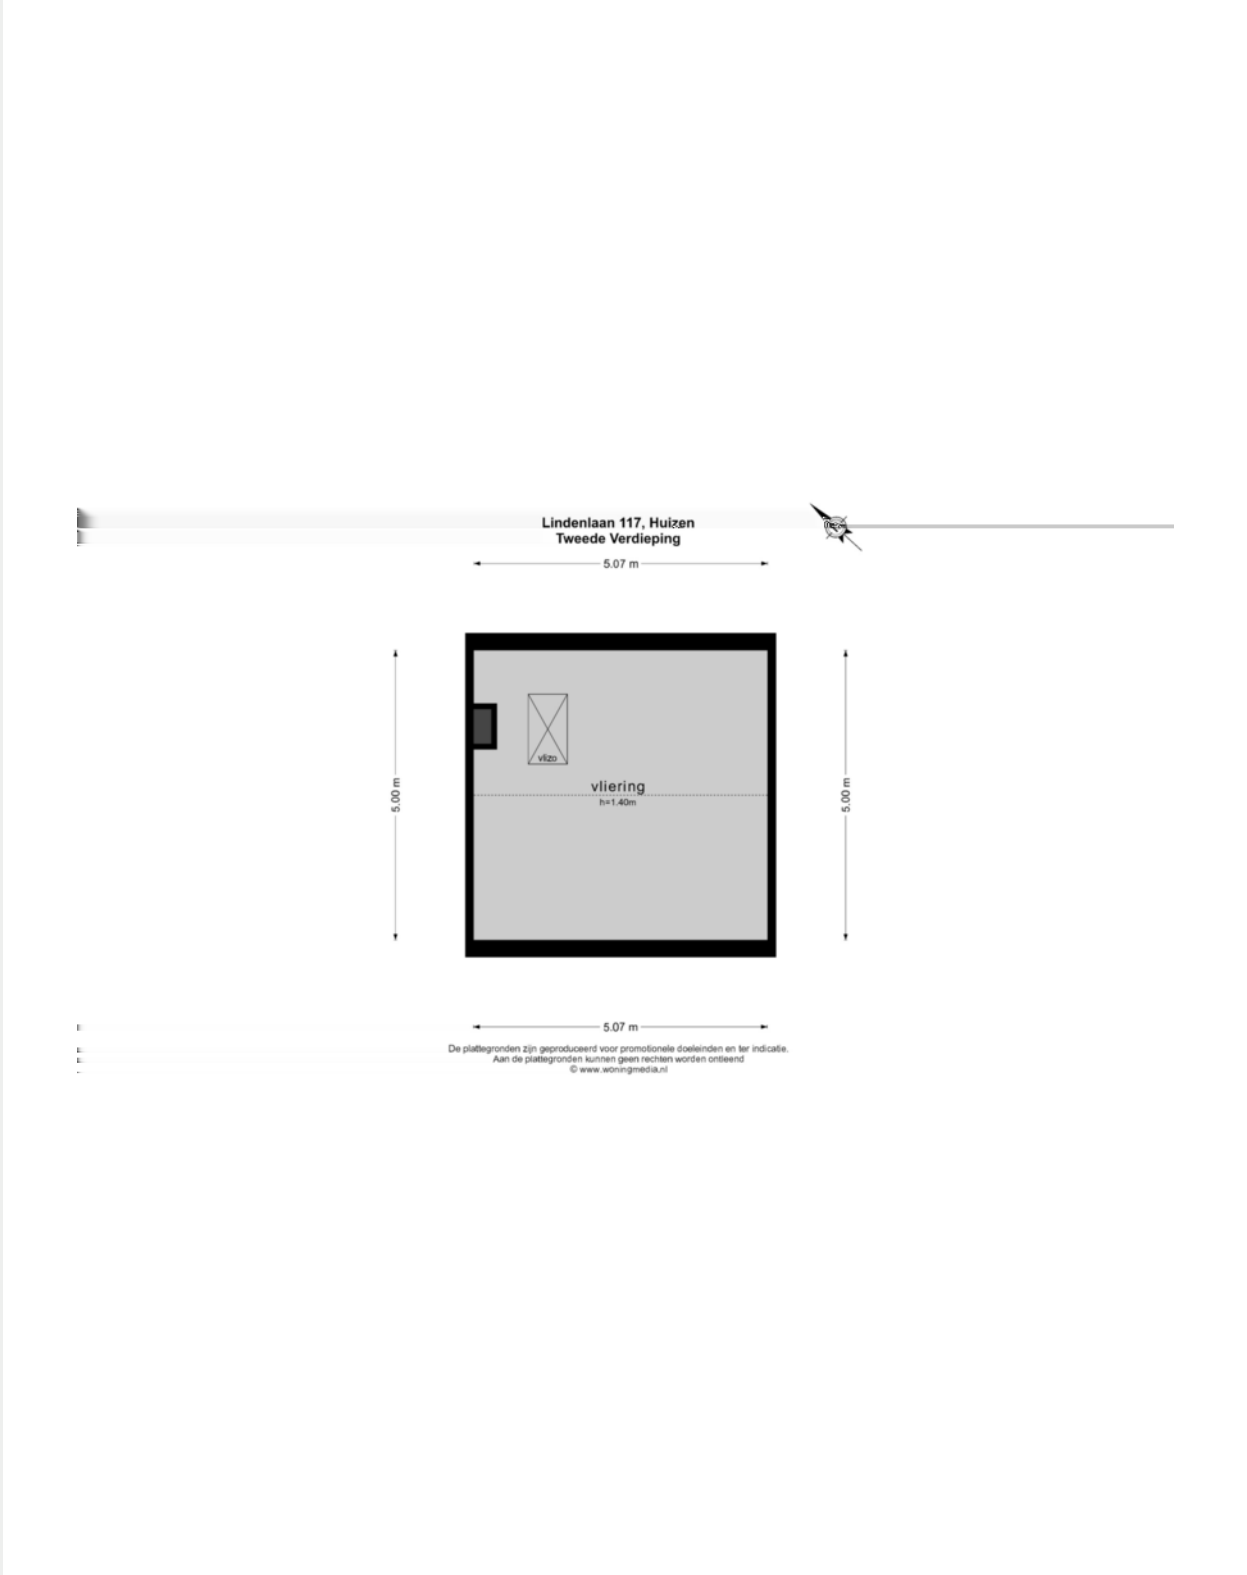 Lindenlaan 117, Huizen
Tweede Verdieping
5.07 m
5.00 m
5.00 m
vlizo
vliering
h=1.40m
5.07 m
De plattegronden zijn geproduceerd voor promotionele doeleinden en ter indicatie.
Aan de plattegronden kunnen geen rechten worden ontleend
© www.woningmedia.nl